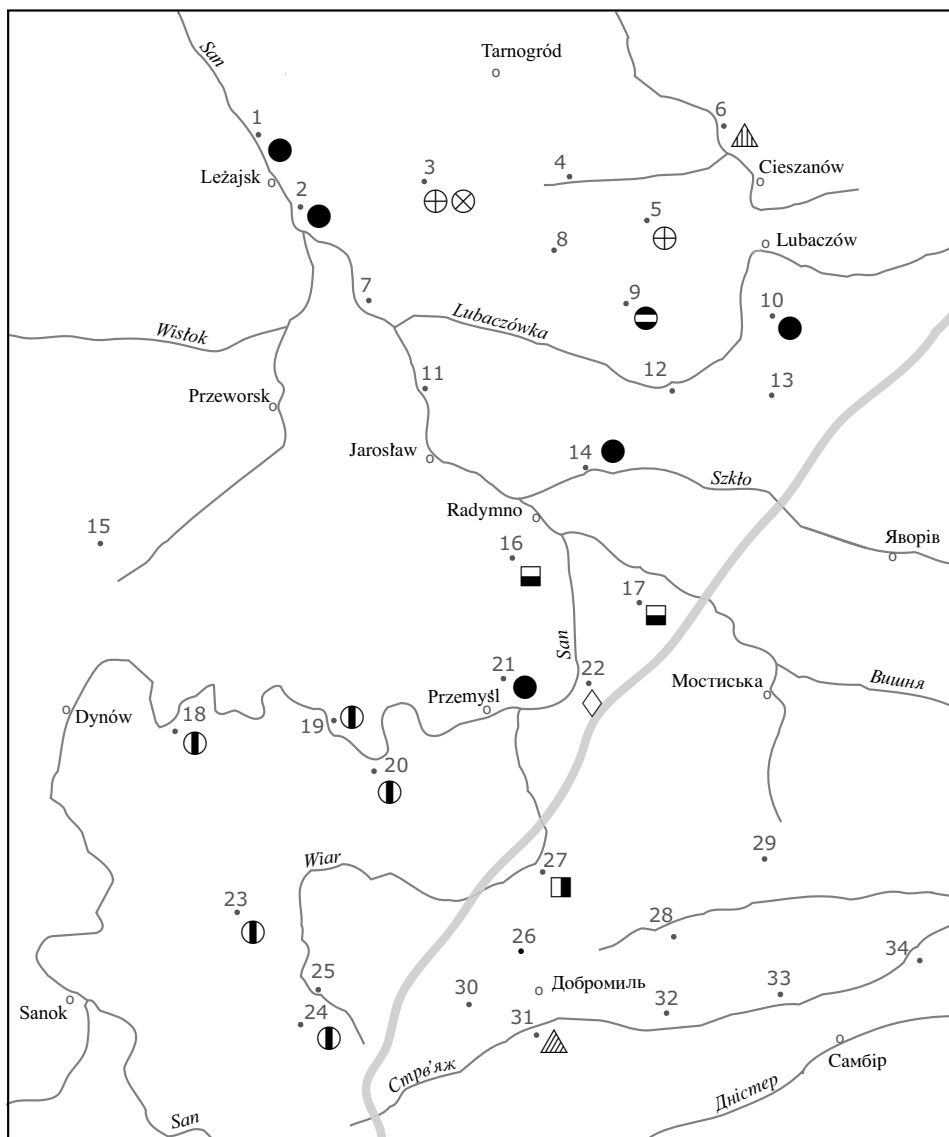 San
Tarnogród
1
6
Leżajsk
3
4
Cieszanów
2
5
8
Lubaczów
7
9
10
Wisłok
Lubaczówka
11
12
13
Przeworsk
Jarosław
14
Szkło
15
Radymno
16
Яворів
17
San
21
22
Мостиська
Вишня
Przemyśl
Dynów
18
19
20
Wiar
27
29
23
26
28
34
25
33
Sanok
24
30
Добромиль
32
31
Стрв'яж
Самбір
Дністер
San